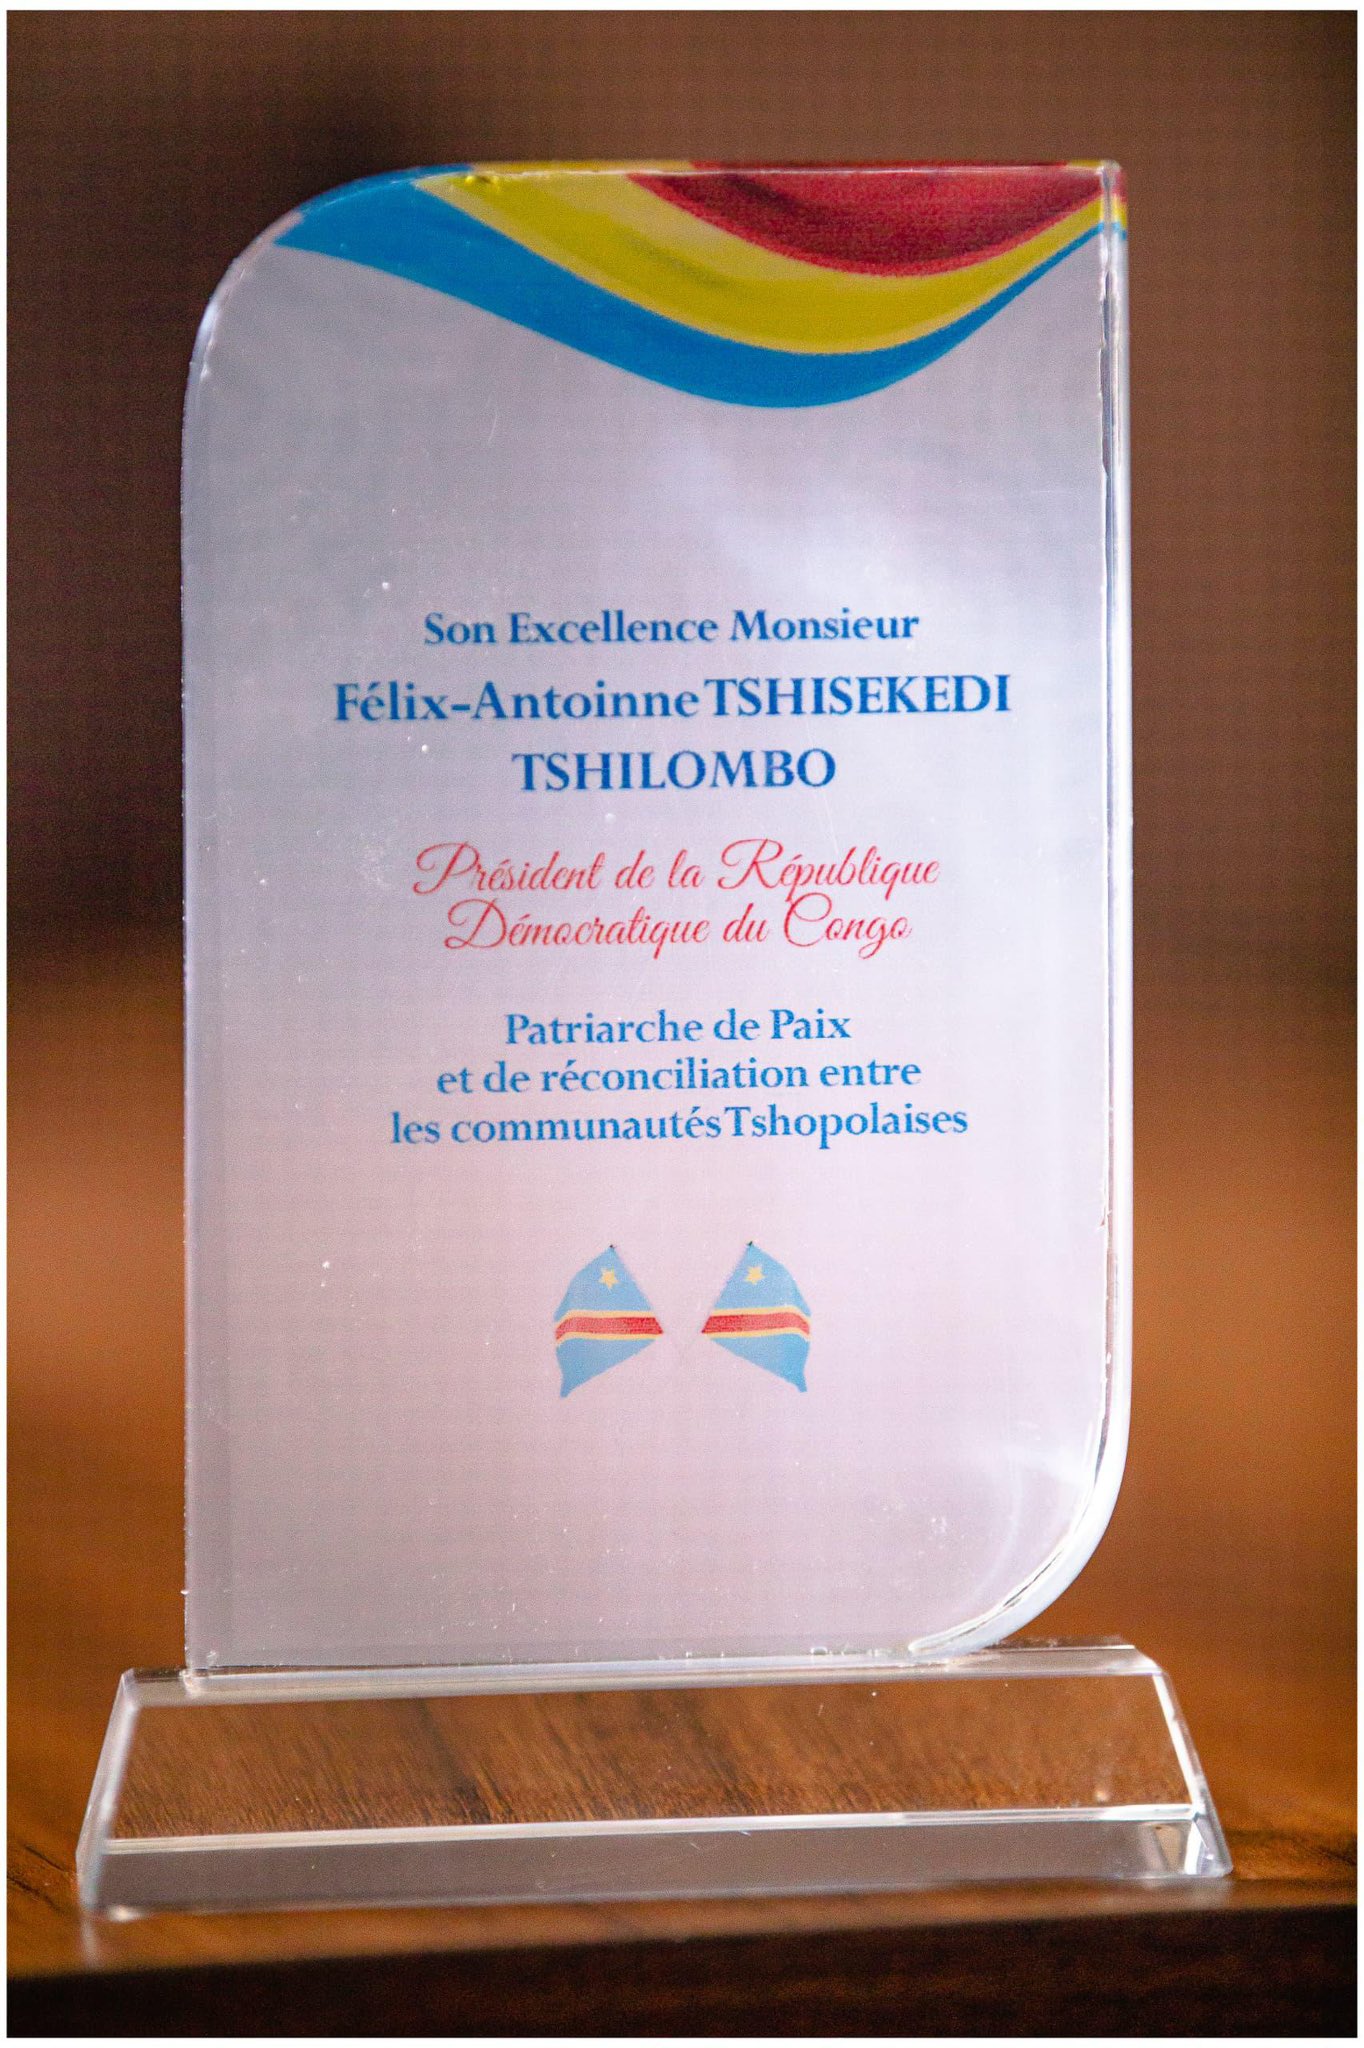 Son Excellence Monsieur
Félix-Antoinne TSHISEKEDI
TSHILOMBO
Président de la République
Démocratique du Congo
Patriarche de Paix
et de réconciliation entre
les communautés Tshopolaises